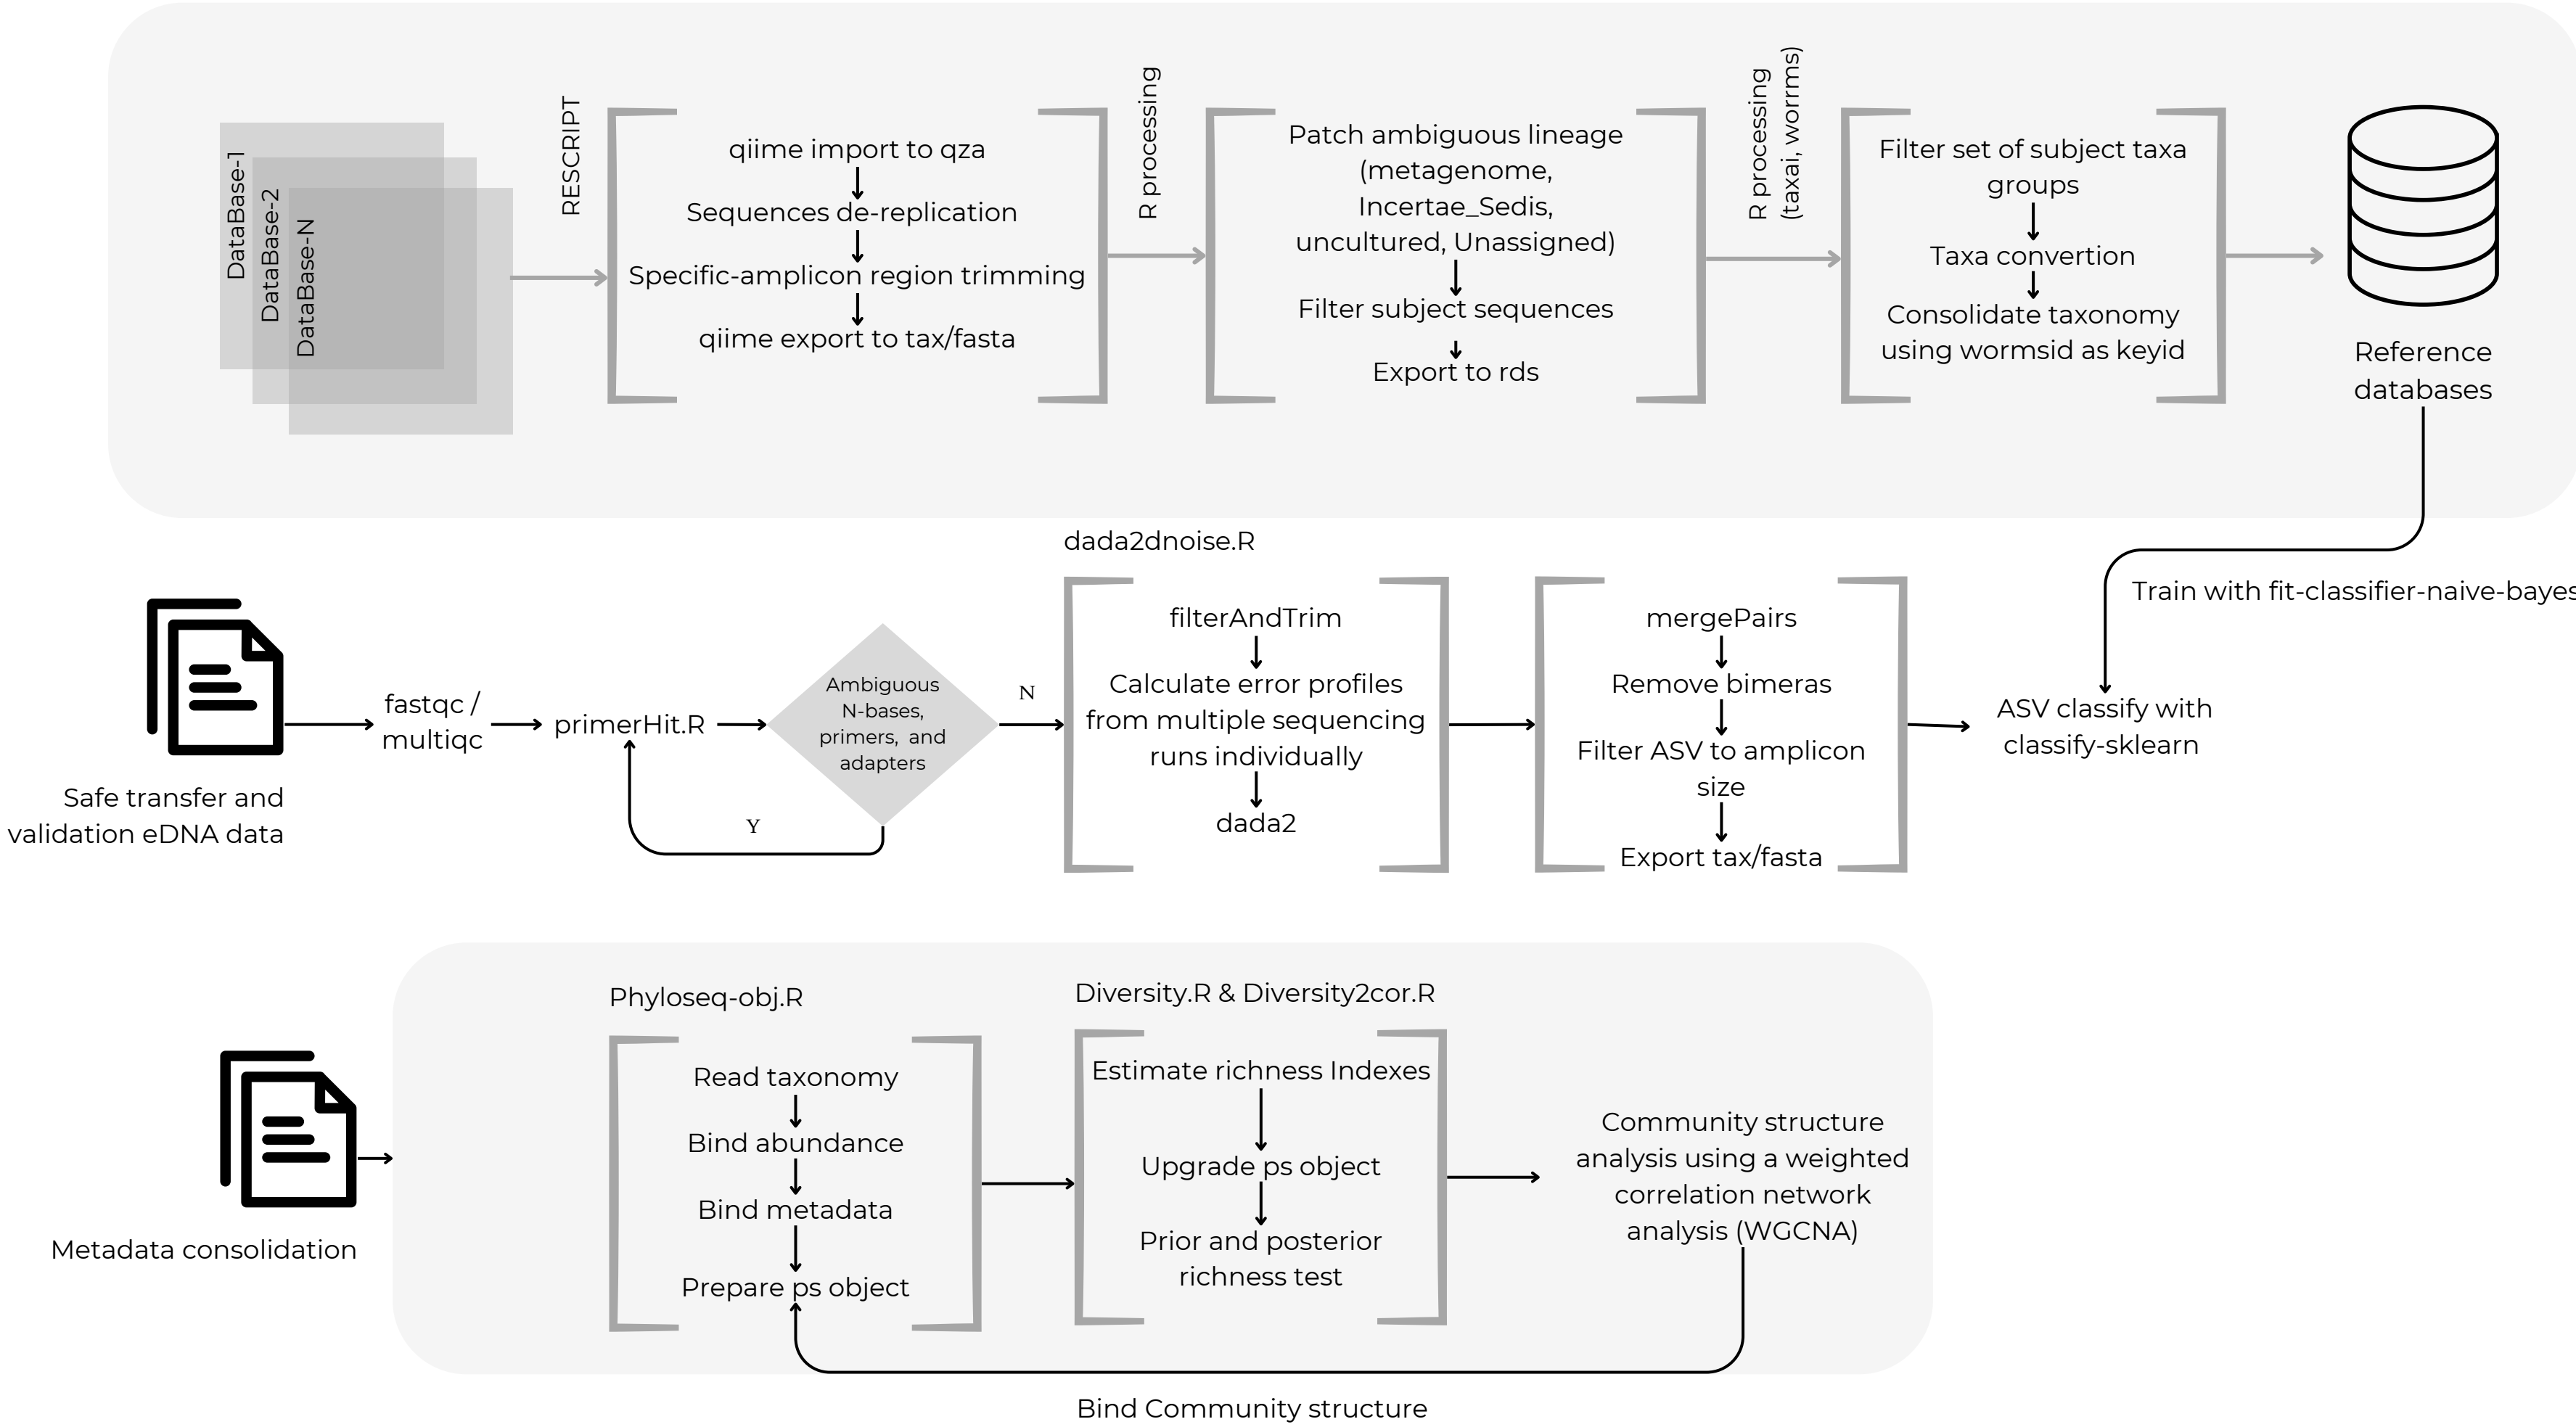 DataBase-1
DataBase-2
DataBase-N
RESCRIPT
qiime import to qza
Sequences de-replication
Specific-amplicon region trimming
qiime export to tax/fasta
R processing
Patch ambiguous lineage
(metagenome,
Incertae_Sedis,
uncultured, Unassigned)
Filter subject sequences
Export to rds
R processing
(taxai, worrms)
Filter set of subject taxa
groups
Taxa convertion
Consolidate taxonomy
using wormsid as keyid
Reference
databases
Train with fit-classifier-naive-bayes
Safe transfer and
validation eDNA data
fastqc /
multiqc
primerHit.R
Ambiguous
N-bases,
primers, and
adapters
Y
N
dada2dnoise.R
filterAndTrim
Calculate error profiles
from multiple sequencing
runs individually
dada2
mergePairs
Remove bimeras
Filter ASV to amplicon
size
Export tax/fasta
ASV classify with
classify-sklearn
Metadata consolidation
Phyloseq-obj.R
Read taxonomy
Bind abundance
Bind metadata
Prepare ps object
Diversity.R & Diversity2cor.R
Estimate richness Indexes
Upgrade ps object
Prior and posterior
richness test
Community structure
analysis using a weighted
correlation network
analysis (WGCNA)
Bind Community structure